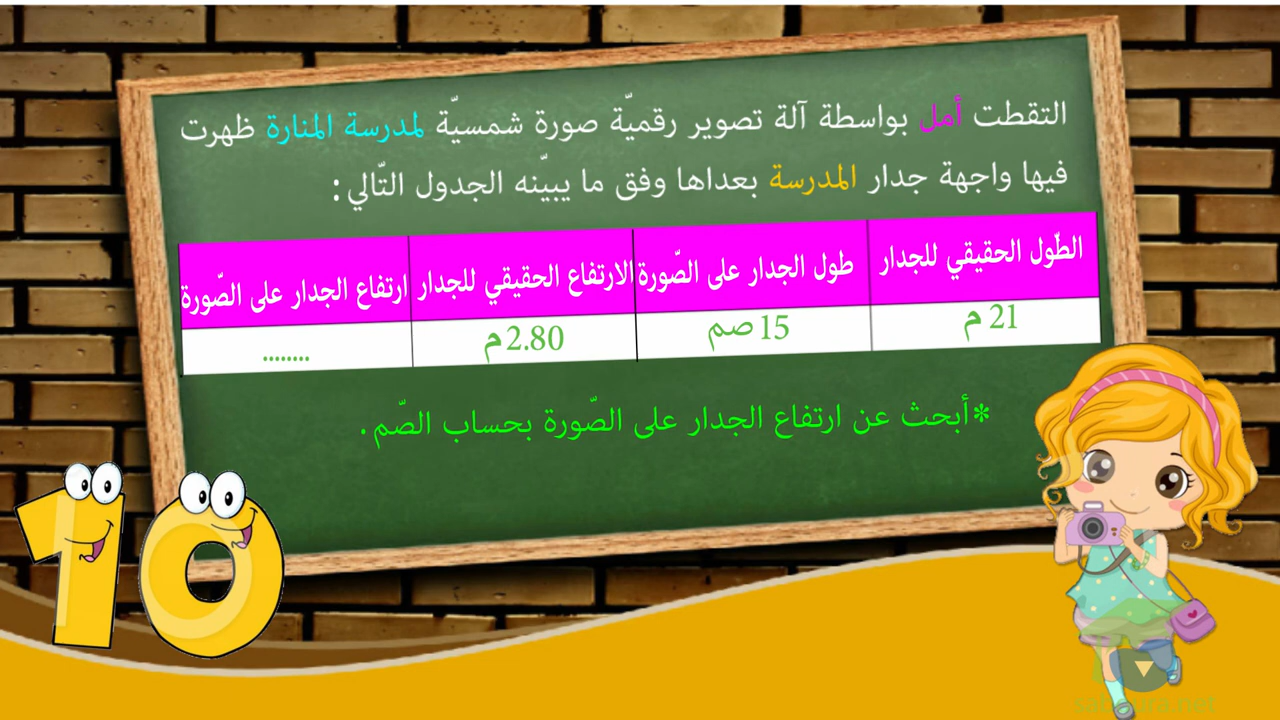 التقطت أمل بواسطة آلة تصوير رقميّة صورة شمسيّة لمدرسة المنارة ظهرت
فيها واجهة جدار المدرسة بعداها وفق ما يبيّنه الجدول التّالي :
الطّول الحقيقي للجدار طول الجدار على الصّورة الارتفاع الحقيقي للجدار ارتفاع الجدار على الصّورة
21 م 15 صم 2.80 م ........
*أبحث عن ارتفاع الجدار على الصّورة بحساب الصّم .
10